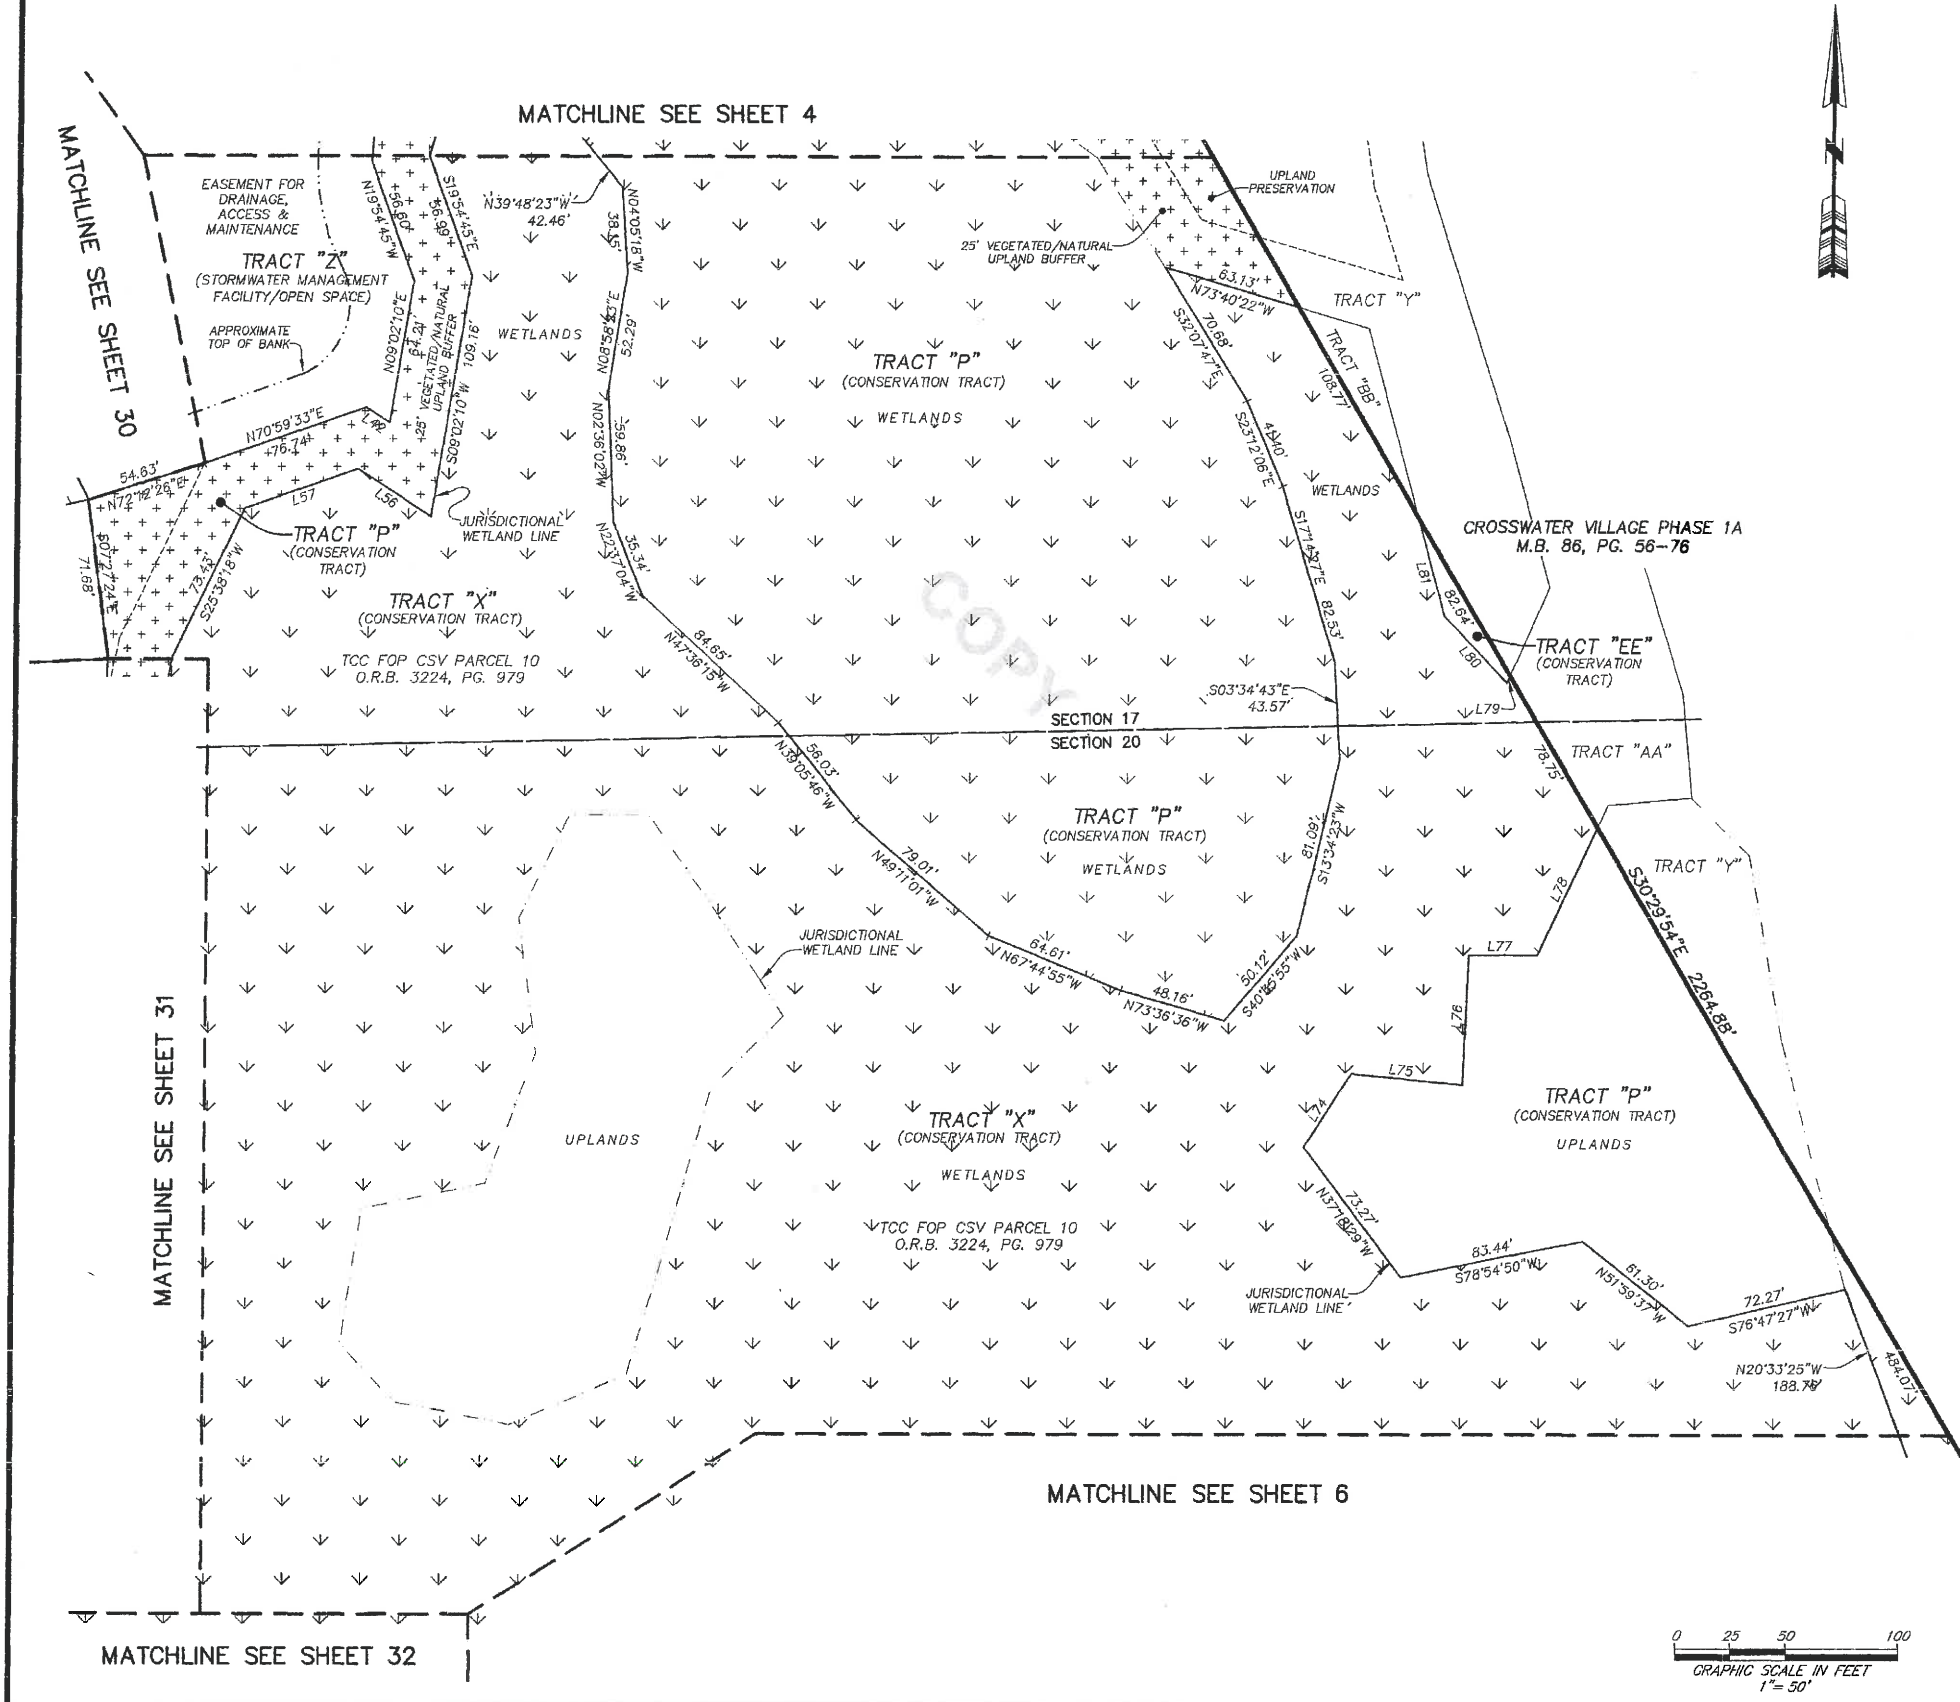 MATCHLINE SEE SHEET 4
MATCHLINE SEE SHEET 30
EASEMENT FOR
DRAINAGE,
ACCESS &
MAINTENANCE
TRACT "Z"
(STORMWATER MANAGEMENT
FACILITY/OPEN SPACE)
APPROXIMATE
TOP OF BANK
N19°54'45"W
56.60'
S19°54'45"E
56.99'
N09°02'10"E
64.21'
25' VEGETATED/NATURAL
UPLAND BUFFER
S09°02'10"W 109.16'
N70°59'33"E
76.74'
54.63'
N72°12'26"E
L57
L56
S07°27'24"E
71.68'
73.43'
S25°38'18"W
TRACT "P"
(CONSERVATION
TRACT)
JURISDICTIONAL
WETLAND LINE
N39°48'23"W
42.46'
WETLANDS
N04°05'18"W
38.15'
N08°58'23"E
52.29'
N02°36'02"W
59.86'
N22°37'04"W
35.34'
TRACT "X"
(CONSERVATION TRACT)
TCC FOP CSV PARCEL 10
O.R.B. 3224, PG. 979
84.65'
N47°36'15"W
56.03'
N39°05'46"W
79.01'
N49°11'01"W
64.61'
N67°44'55"W
48.16'
N73°36'36"W
50.12'
81.09'
S13°34'23"W
TRACT "P"
(CONSERVATION TRACT)
WETLANDS
COPY
25' VEGETATED/NATURAL
UPLAND BUFFER
UPLAND
PRESERVATION
63.13'
N73°40'22"W
TRACT "Y"
TRACT "BB"
108.77'
70.68'
S32°07'47"E
41.40'
S23°12'06"E
WETLANDS
82.53'
S03°34'43"E
43.57'
CROSSWATER VILLAGE PHASE 1A
M.B. 86, PG. 56-76
L81
82.64'
L80
L79
TRACT "EE"
(CONSERVATION
TRACT)
SECTION 17
SECTION 20
78.75'
TRACT "AA"
TRACT "P"
(CONSERVATION TRACT)
WETLANDS
TRACT "Y"
S30°29'54"E 2264.88'
L78
L77
L76
L75
L74
JURISDICTIONAL
WETLAND LINE
UPLANDS
TRACT "X"
(CONSERVATION TRACT)
WETLANDS
TCC FOP CSV PARCEL 10
O.R.B. 3224, PG. 979
TRACT "P"
(CONSERVATION TRACT)
UPLANDS
73.27'
N37°18'29"W
83.44'
S78°54'50"W
61.30'
N51°59'37"W
72.27'
S76°47'27"W
JURISDICTIONAL
WETLAND LINE
N20°33'25"W
484.07'
MATCHLINE SEE SHEET 31
MATCHLINE SEE SHEET 6
MATCHLINE SEE SHEET 32
N
0 25 50 100
GRAPHIC SCALE IN FEET
1"= 50'